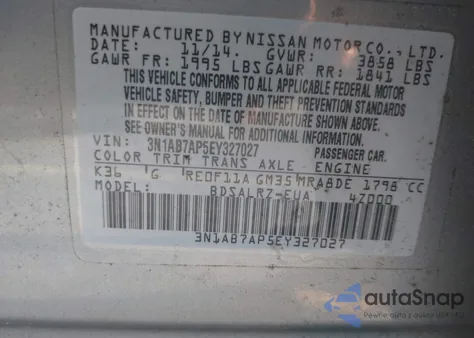 MANUFACTURED BY NISSAN MOTOR CO., LTD.
DATE: 11/14. GVWR: 3858 LBS
GAWR FR: 1995 LBS GAWR RR: 1841 LBS
THIS VEHICLE CONFORMS TO ALL APPLICABLE FEDERAL MOTOR
VEHICLE SAFETY, BUMPER AND THEFT PREVENTION STANDARDS
IN EFFECT ON THE DATE OF MANUFACTURE SHOWN ABOVE.
SEE OWNER'S MANUAL FOR ADDITIONAL INFORMATION.
VIN: 3N1AB7AP5EY327027 PASSENGER CAR.
COLOR TRIM TRANS AXLE - ENGINE
K36 G RE0F11A GM35 MRA8DE 1798 CC
MODEL: BDSALRZ-EUA 4Z000
3N1AB7AP5EY327027
autoSnap